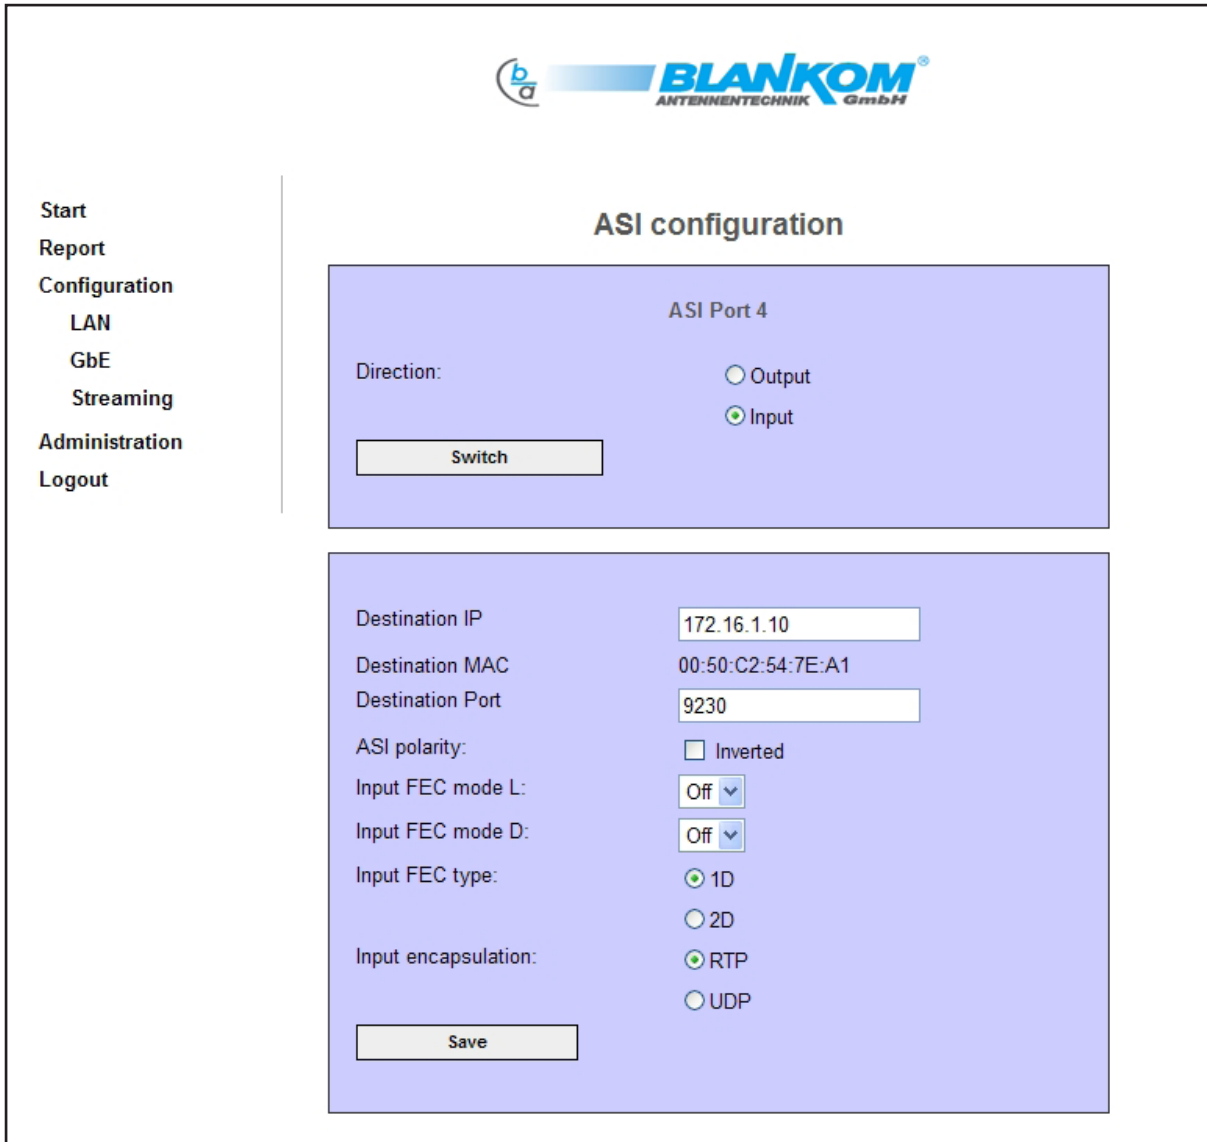 b
a
BLANKOM®
ANTENNENTECHNIK GmbH
Start
Report
Configuration
LAN
GbE
Streaming
Administration
Logout
ASI configuration
ASI Port 4
Direction:
Output
Input
Switch
Destination IP 172.16.1.10
Destination MAC 00:50:C2:54:7E:A1
Destination Port 9230
ASI polarity: Inverted
Input FEC mode L: Off
Input FEC mode D: Off
Input FEC type: 1D
2D
Input encapsulation: RTP
UDP
Save